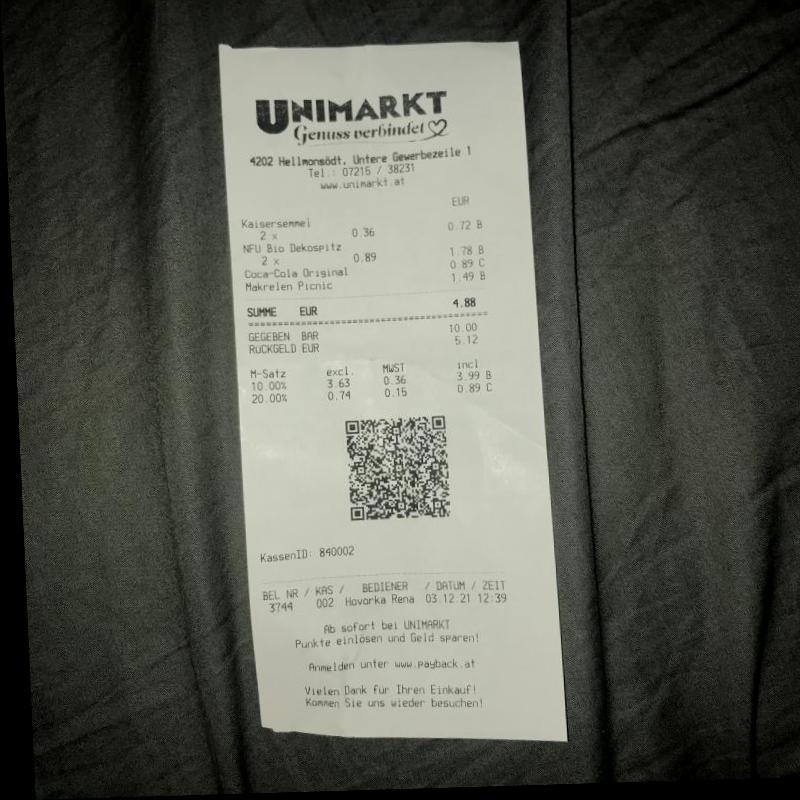 UNIMARKT
Genuss verbindet
4202 Hellmonsödt, Untere Gewerbezeile 1
Tel.: 07215 / 38231
www.unimarkt.at
EUR
Kaisersemmel 0.72 B
2 x 0.36
NFU Bio Dekospitz 1.78 B
2 x 0.89
Coca-Cola Original 0.89 C
Makrelen Picnic 1.49 B
SUMME EUR 4.88
GEGEBEN BAR 10.00
RÜCKGELD EUR 5.12
M-Satz excl. MWST incl
10.00% 3.63 0.36 3.99 B
20.00% 0.74 0.15 0.89 C
KassenID: 840002
BEL NR / KAS / BEDIENER / DATUM / ZEIT
3744 002 Hovorka Rena 03.12.21 12:39
Ab sofort bei UNIMARKT
Punkte einlösen und Geld sparen!
Anmelden unter www.payback.at
Vielen Dank für Ihren Einkauf!
Kommen Sie uns wieder besuchen!